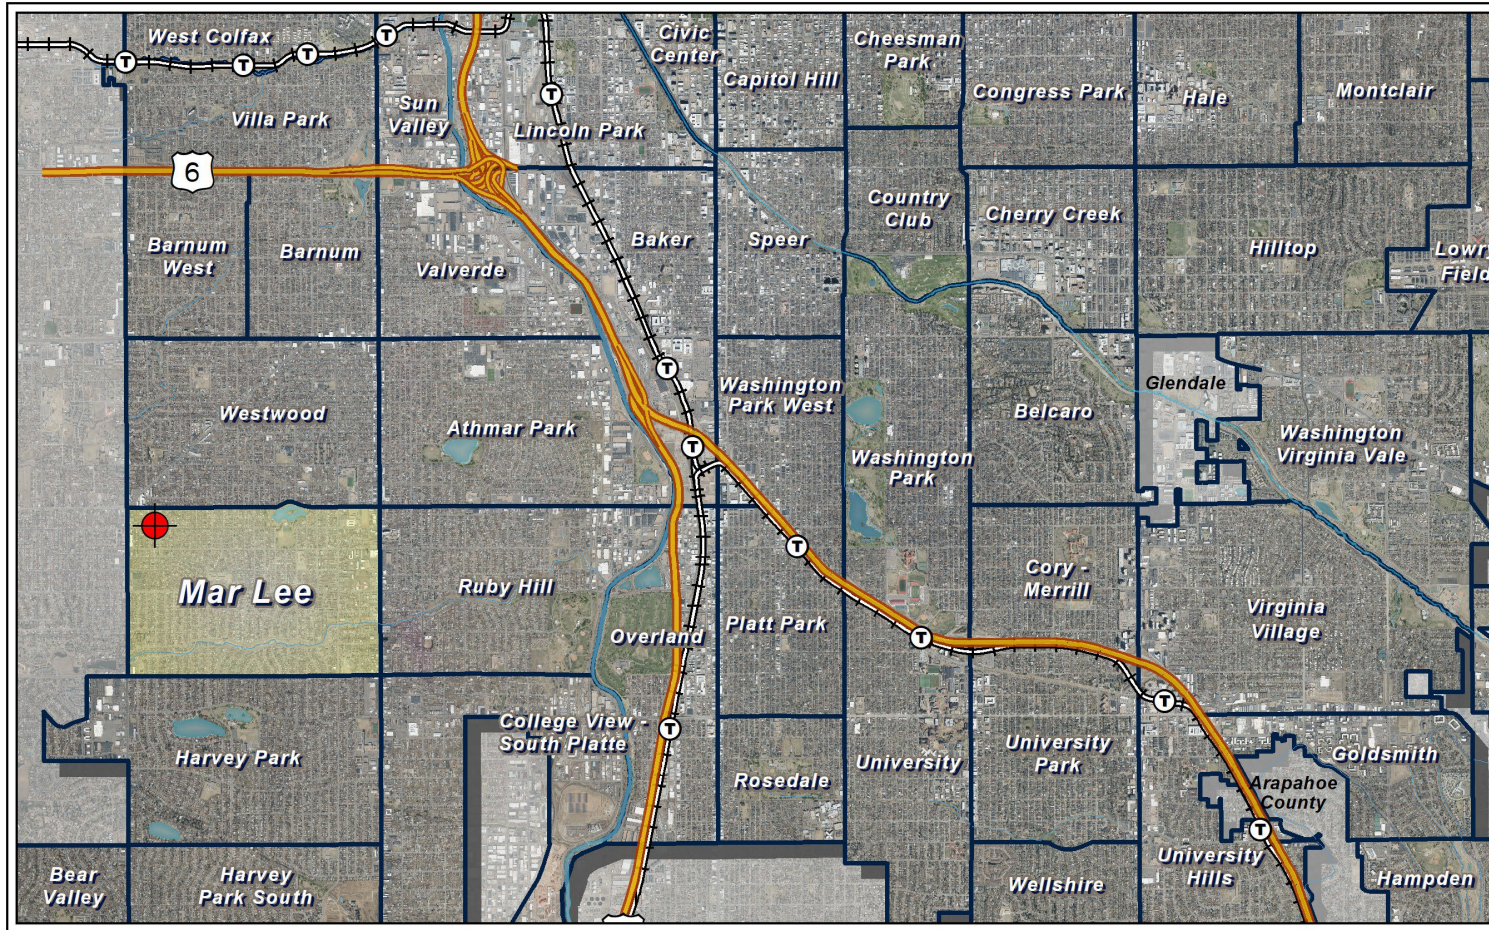 West Colfax
Civic
Center
Cheesman
Park
Capitol Hill
Congress Park
Hale
Montclair
Sun
Valley
Villa Park
Lincoln Park
6
Country
Club
Cherry Creek
Barnum
West
Barnum
Valverde
Baker
Speer
Hilltop
Lowry
Field
Westwood
Athmar Park
Washington
Park West
Belcaro
Glendale
Washington
Virginia Vale
Washington
Park
Mar Lee
Ruby Hill
Overland
Platt Park
Cory -
Merrill
Virginia
Village
Harvey Park
College View -
South Platte
Rosedale
University
University
Park
Goldsmith
Arapahoe
County
Bear
Valley
Harvey
Park South
Wellshire
University
Hills
Hampden
T
T
T
T
T
T
T
T
T
T
T
T